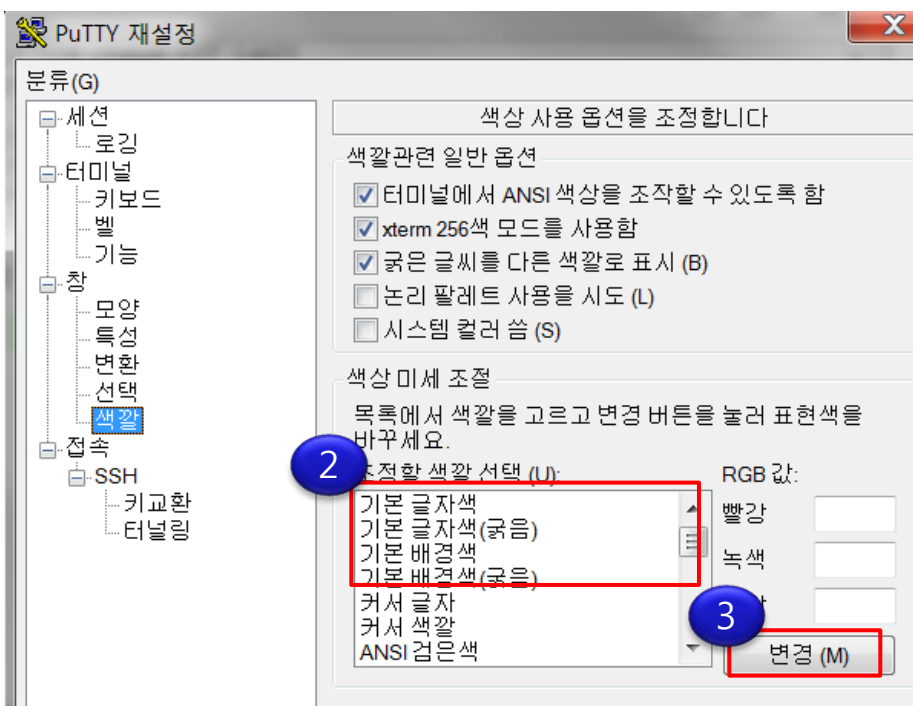 PuTTY 재설정
X
분류(G)
세션
로깅
터미널
키보드
벨
기능
창
모양
특성
변환
선택
색깔
접속
SSH
키교환
터널링
색상 사용 옵션을 조정합니다
색깔관련 일반 옵션
터미널에서 ANSI 색상을 조작할 수 있도록 함
xterm 256색 모드를 사용함
굵은 글씨를 다른 색깔로 표시 (B)
논리 팔레트 사용을 시도 (L)
시스템 컬러 씀 (S)
색상 미세 조절
목록에서 색깔을 고르고 변경 버튼을 눌러 표현색을
바꾸세요.
2
조정할 색깔 선택 (U):
기본 글자색
기본 글자색(굵음)
기본 배경색
기본 배경색(굵음)
커서 글자
커서 색깔
ANSI 검은색
RGB 값:
빨강
녹색
3
변경 (M)